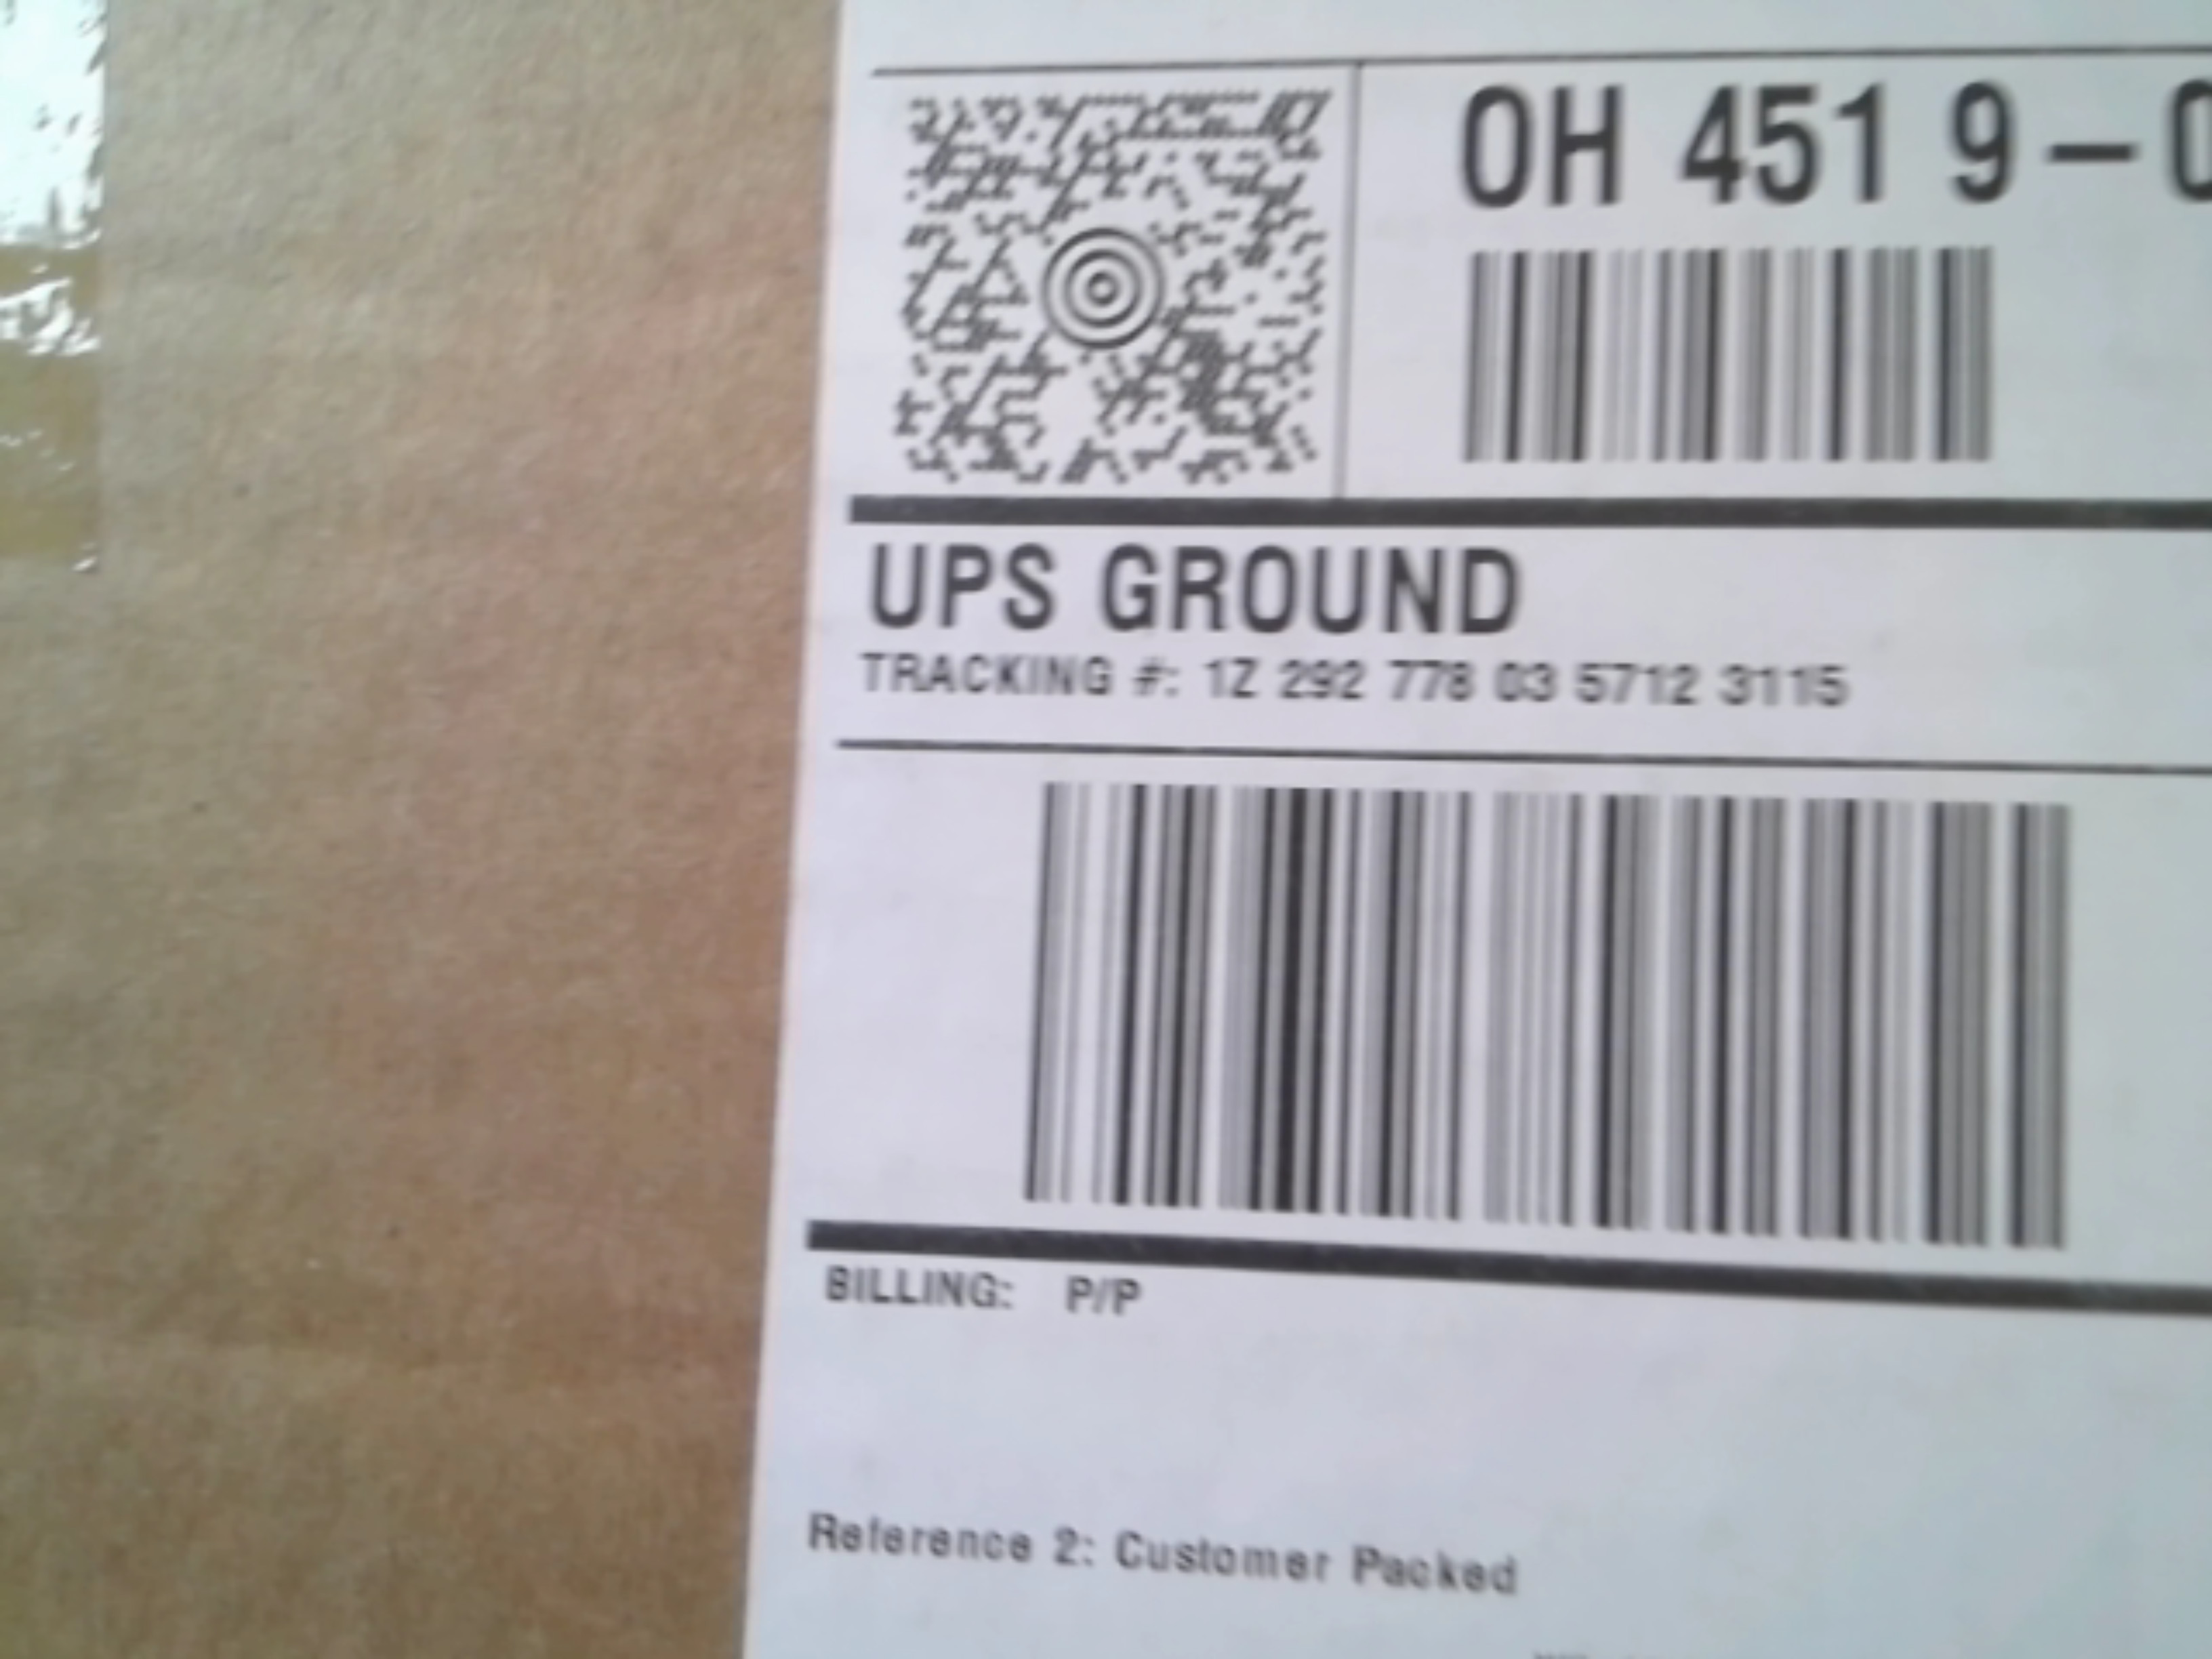 OH 451 9-0
UPS GROUND
TRACKING #: 1Z 292 778 03 5712 3115
BILLING: P/P
Reference 2: Customer Packed